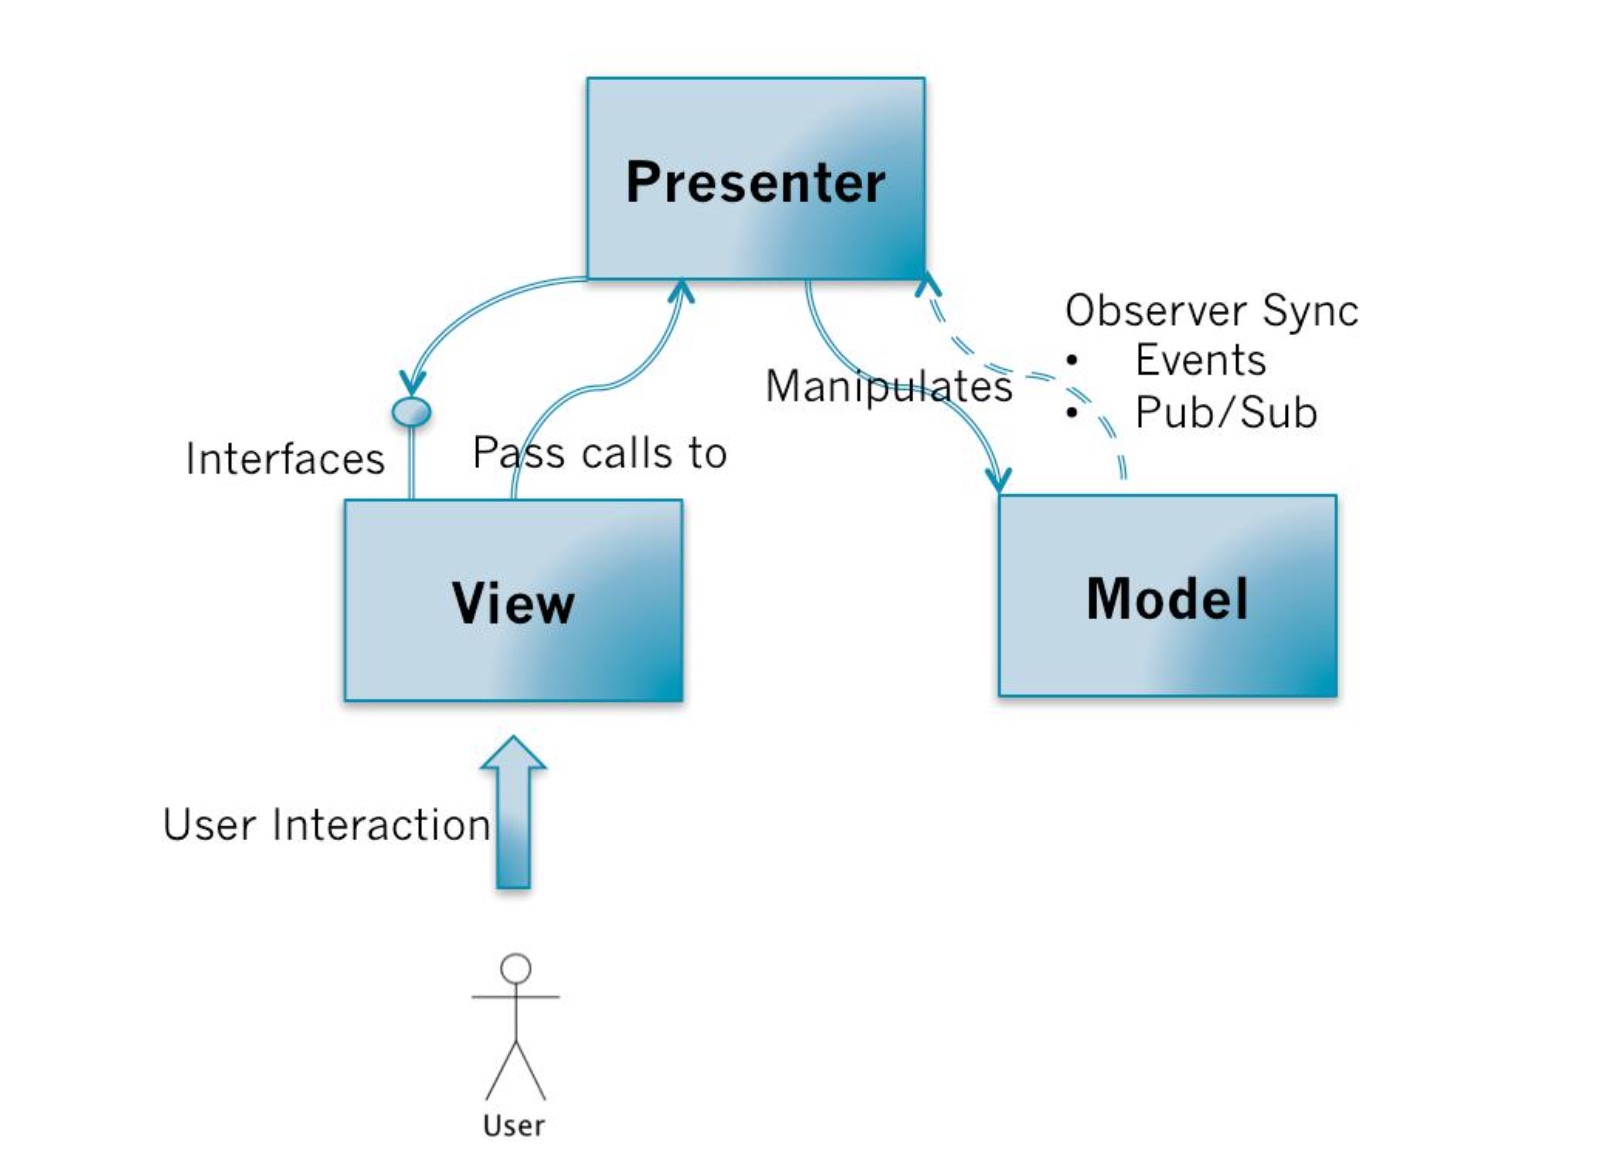 Presenter
Observer Sync
• Events
• Pub/Sub
Manipulates
Interfaces
Pass calls to
View
Model
User Interaction
User